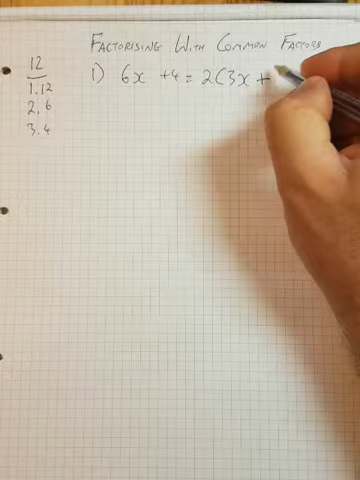 FACTORISING WITH COMMON FACTORS
12
1.12
2.6
3.4
1) 6x +4 = 2(3x +